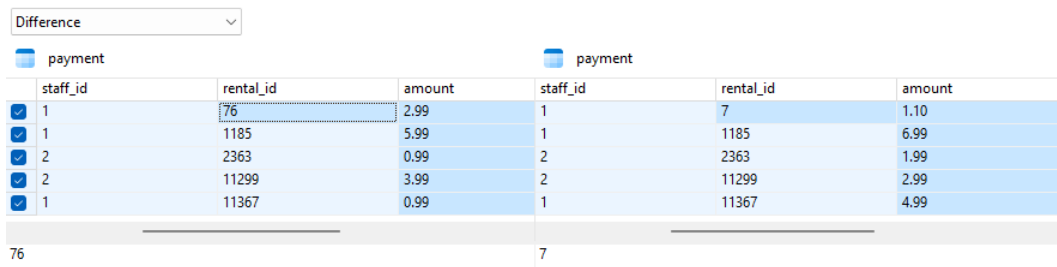 Difference
payment payment
staff_id rental_id amount staff_id rental_id amount
1 76 2.99 1 7 1.10
1 1185 5.99 1 1185 6.99
2 2363 0.99 2 2363 1.99
2 11299 3.99 2 11299 2.99
1 11367 0.99 1 11367 4.99
76 7